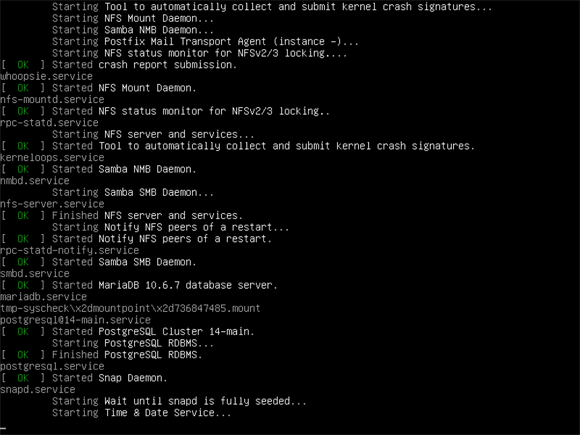 Starting Tool to automatically collect and submit kernel crash signatures...
Starting NFS Mount Daemon...
Starting Samba NMB Daemon...
Starting Postfix Mail Transport Agent (instance -)...
Starting NFS status monitor for NFSv2/3 locking....
[  OK  ] Started crash report submission.
whoopsie.service
[  OK  ] Started NFS Mount Daemon.
nfs-mountd.service
[  OK  ] Started NFS status monitor for NFSv2/3 locking..
rpc-statd.service
Starting NFS server and services...
[  OK  ] Started Tool to automatically collect and submit kernel crash signatures.
kerneloops.service
[  OK  ] Started Samba NMB Daemon.
nmbd.service
Starting Samba SMB Daemon...
nfs-server.service
[  OK  ] Finished NFS server and services.
Starting Notify NFS peers of a restart...
[  OK  ] Started Notify NFS peers of a restart.
rpc-statd-notify.service
[  OK  ] Started Samba SMB Daemon.
smbd.service
[  OK  ] Started MariaDB 10.6.7 database server.
mariadb.service
tmp-syscheck\x2dmountpoint\x2d736847485.mount
postgresql@14-main.service
[  OK  ] Started PostgreSQL Cluster 14-main.
Starting PostgreSQL RDBMS...
[  OK  ] Finished PostgreSQL RDBMS.
postgresql.service
[  OK  ] Started Snap Daemon.
snapd.service
Starting Wait until snapd is fully seeded...
Starting Time & Date Service...